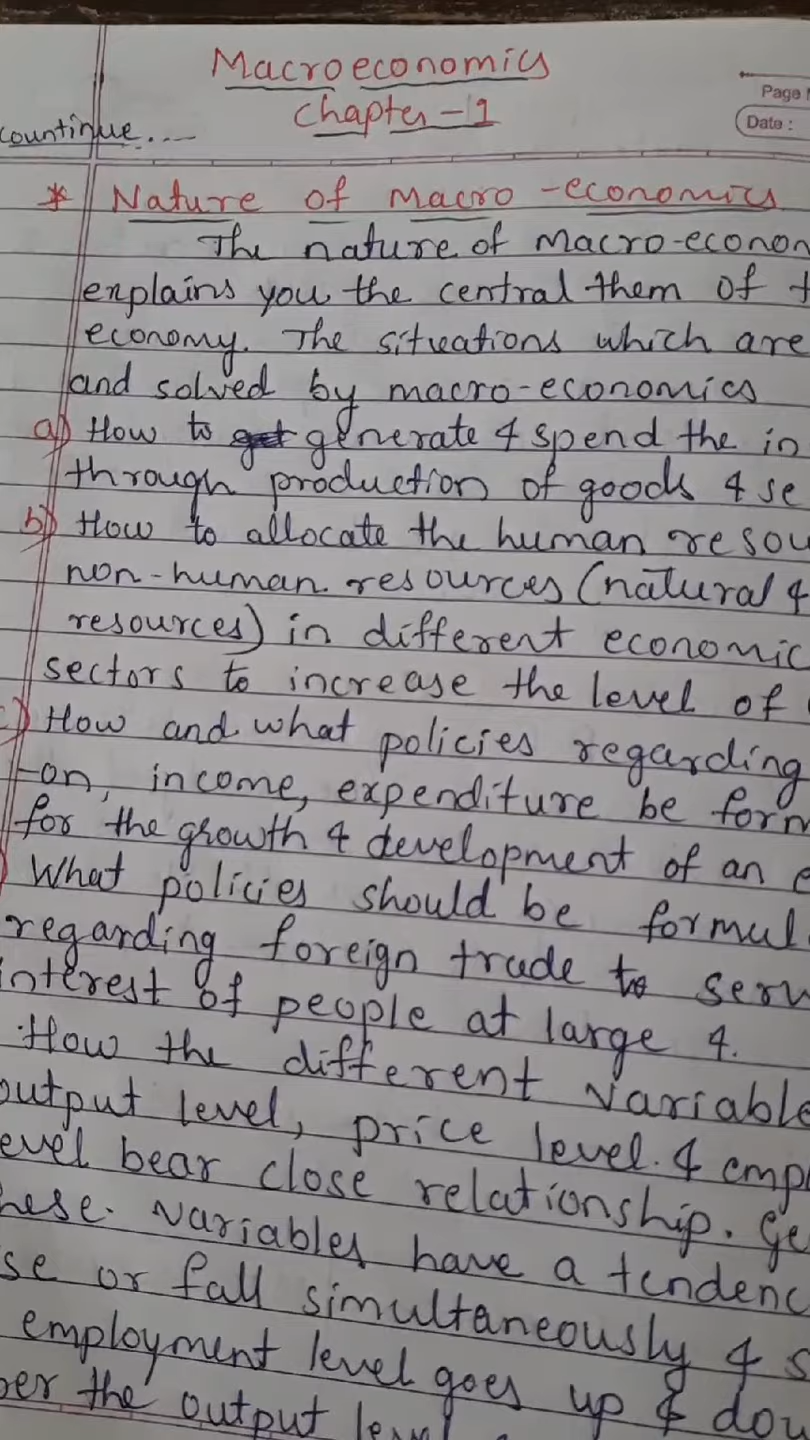 Macroeconomics
Chapter-1
Page
Date:
countinue....
* Nature of Macro-economics
The nature of Macro-econom
explains you the central them of t
economy. The situations which are
and solved by macro-economics
a) How to generate & spend the in
through production of goods & se
b) How to allocate the human resou
non-human resources (natural &
resources) in different economic
sectors to increase the level of
c) How and what policies regarding
-on, income, expenditure be form
for the growth & development of an e
) What policies should be formul
regarding foreign trade to serv
interest of people at large &.
How the different variable
output level, price level. & empl
evel bear close relationship. Ge
hese. variables have a tendenc
se or fall simultaneously & s
employment level goes up & dow
per the output level